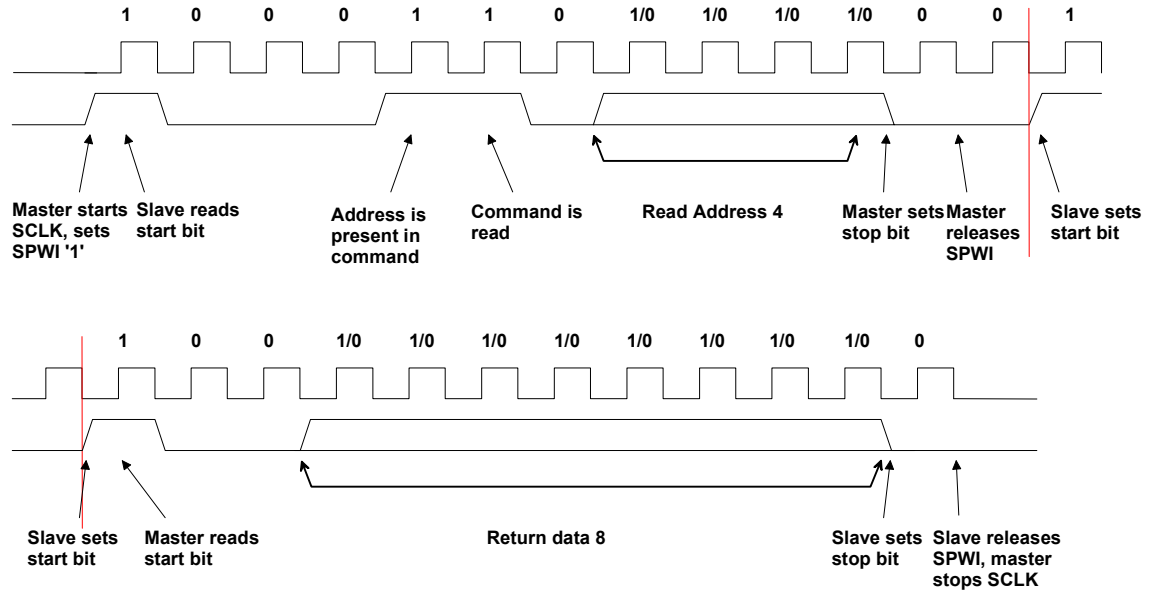 1 0 0 0 1 1 0 1/0 1/0 1/0 1/0 0 0 1
Master starts
SCLK, sets
SPWI '1'
Slave reads
start bit
Address is
present in
command
Command is
read
Read Address 4
Master sets
stop bit
Master
releases
SPWI
Slave sets
start bit
1 0 0 1/0 1/0 1/0 1/0 1/0 1/0 1/0 1/0 0
Slave sets
start bit
Master reads
start bit
Return data 8
Slave sets
stop bit
Slave releases
SPWI, master
stops SCLK